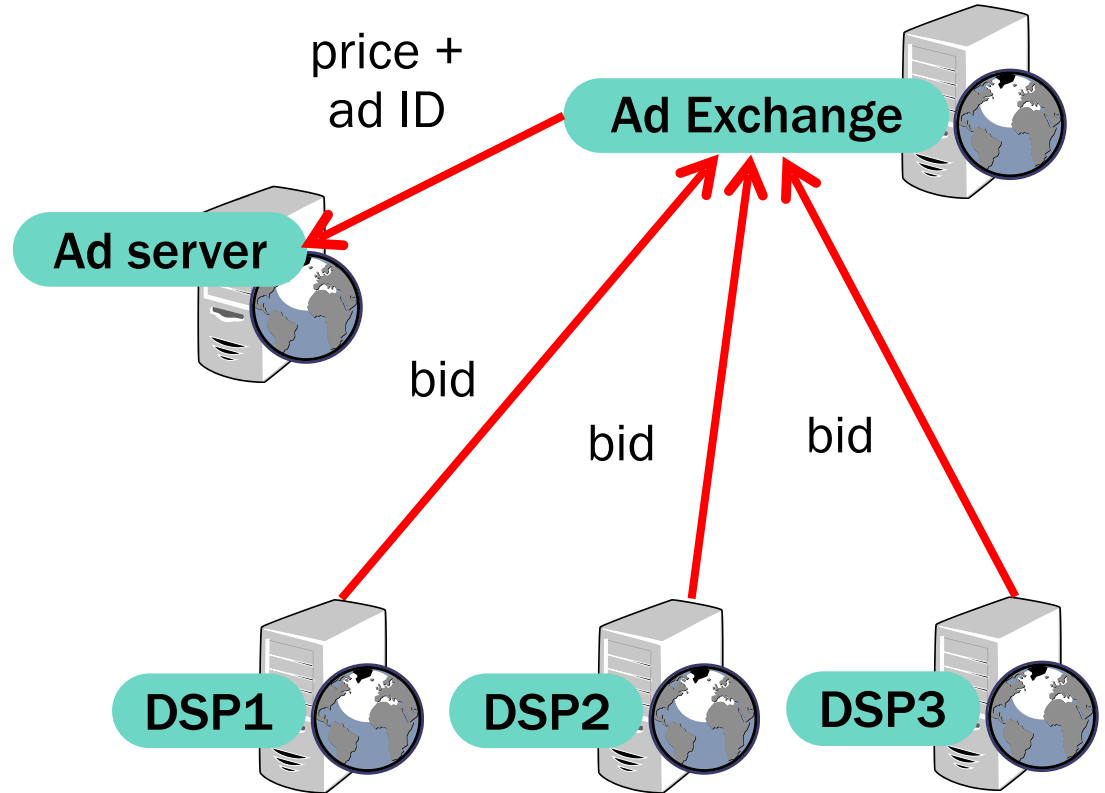 price +
ad ID
Ad Exchange
Ad server
bid
bid
bid
DSP1
DSP2
DSP3